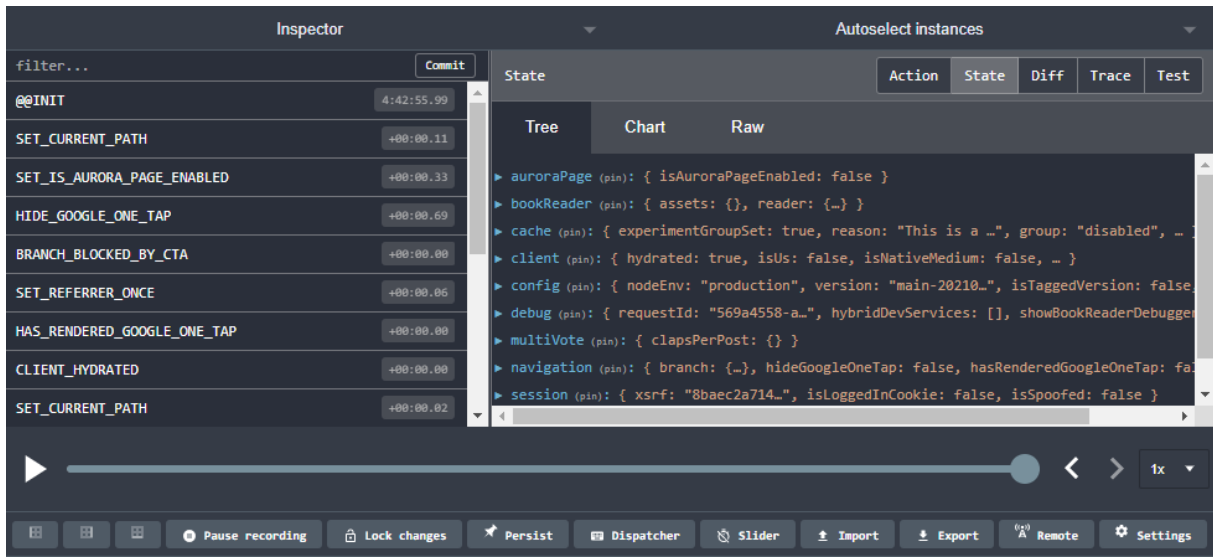 Inspector
Autoselect instances
filter...
Commit
@@INIT 4:42:55.99
SET_CURRENT_PATH +00:00.11
SET_IS_AURORA_PAGE_ENABLED +00:00.33
HIDE_GOOGLE_ONE_TAP +00:00.69
BRANCH_BLOCKED_BY_CTA +00:00.00
SET_REFERRER_ONCE +00:00.06
HAS_RENDERED_GOOGLE_ONE_TAP +00:00.00
CLIENT_HYDRATED +00:00.00
SET_CURRENT_PATH +00:00.02
State
Action State Diff Trace Test
Tree Chart Raw
auroraPage (pin): { isAuroraPageEnabled: false }
bookReader (pin): { assets: {}, reader: {…} }
cache (pin): { experimentGroupSet: true, reason: "This is a …", group: "disabled", …
client (pin): { hydrated: true, isUs: false, isNativeMedium: false, … }
config (pin): { nodeEnv: "production", version: "main-20210…", isTaggedVersion: false,
debug (pin): { requestId: "569a4558-a…", hybridDevServices: [], showBookReaderDebugger
multiVote (pin): { clapsPerPost: {} }
navigation (pin): { branch: {…}, hideGoogleOneTap: false, hasRenderedGoogleOneTap: fal
session (pin): { xsrf: "8baec2a714…", isLoggedInCookie: false, isSpoofed: false }
1x
Pause recording Lock changes Persist Dispatcher Slider Import Export Remote Settings